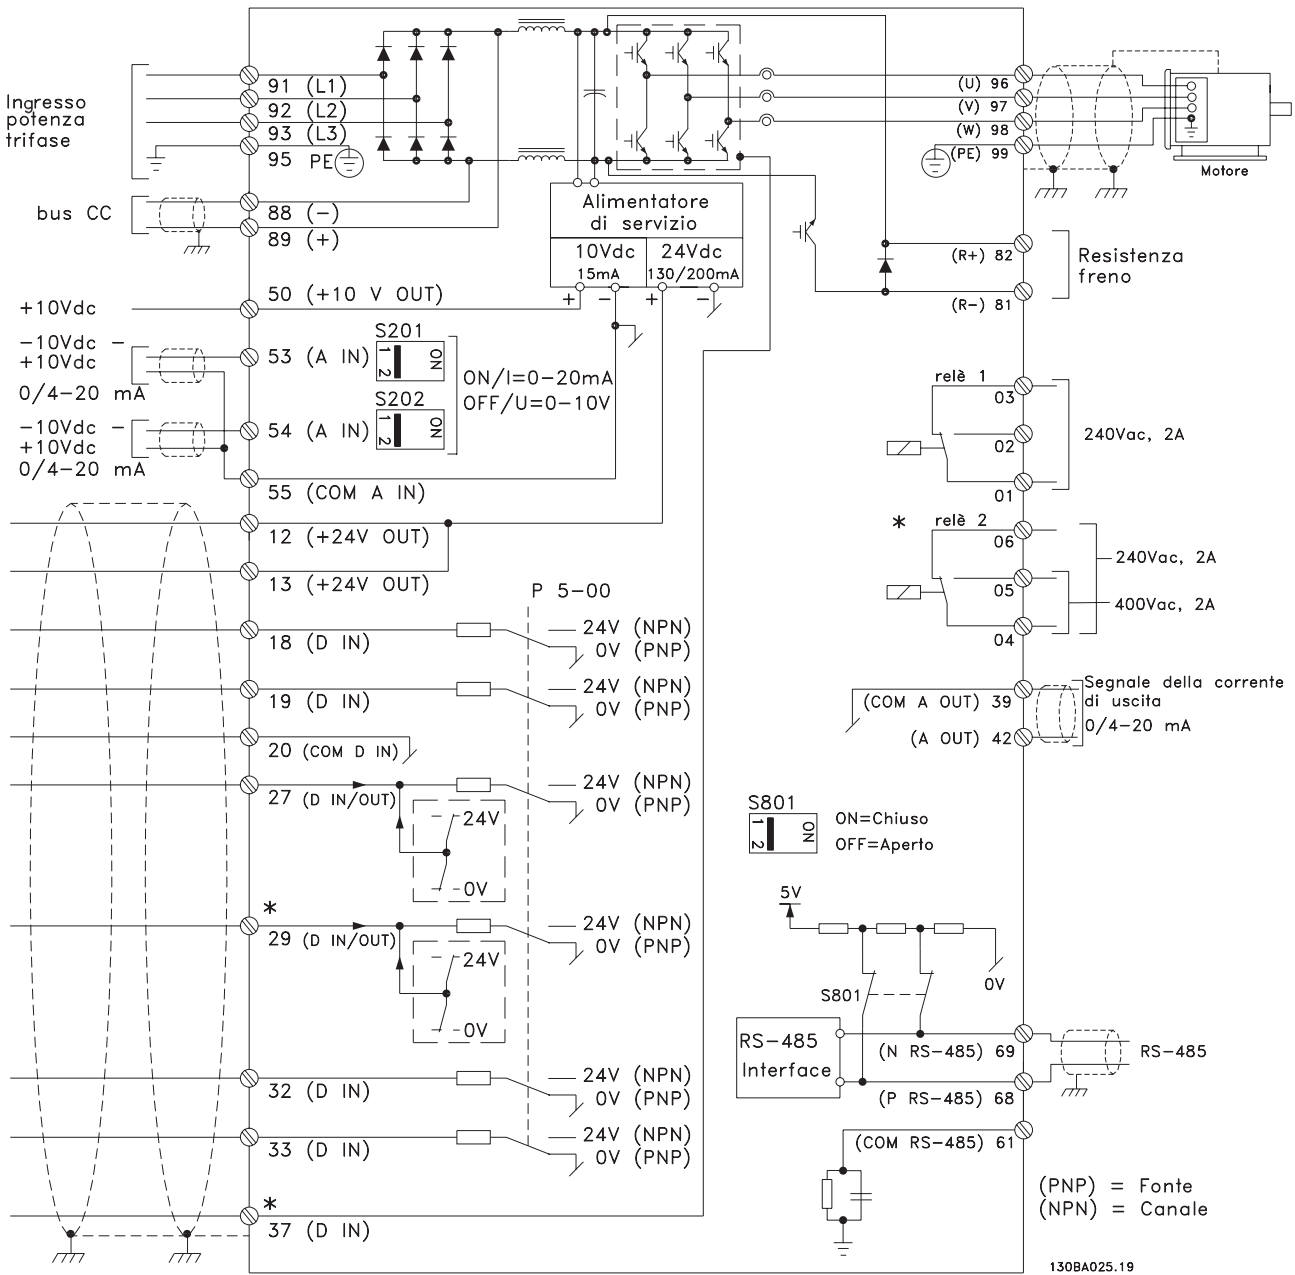 Ingresso
potenza
trifase
91 (L1)
92 (L2)
93 (L3)
95 PE
bus CC
88 (−)
89 (+)
Alimentatore
di servizio
10Vdc
15mA
24Vdc
130/200mA
+ − + −
(U) 96
(V) 97
(W) 98
(PE) 99
Motore
(R+) 82
(R−) 81
Resistenza
freno
+10Vdc
50 (+10 V OUT)
−10Vdc −
+10Vdc
0/4−20 mA
53 (A IN)
S201
1 2
ON
−10Vdc −
+10Vdc
0/4−20 mA
54 (A IN)
S202
1 2
ON
ON/I=0−20mA
OFF/U=0−10V
55 (COM A IN)
12 (+24V OUT)
13 (+24V OUT)
P 5-00
18 (D IN)
24V (NPN)
0V (PNP)
19 (D IN)
24V (NPN)
0V (PNP)
20 (COM D IN)
27 (D IN/OUT)
24V (NPN)
0V (PNP)
24V
0V
*
29 (D IN/OUT)
24V (NPN)
0V (PNP)
24V
0V
32 (D IN)
24V (NPN)
0V (PNP)
33 (D IN)
24V (NPN)
0V (PNP)
*
37 (D IN)
relè 1
03
02
01
240Vac, 2A
*
relè 2
06
05
04
240Vac, 2A
400Vac, 2A
(COM A OUT) 39
(A OUT) 42
Segnale della corrente
di uscita
0/4−20 mA
S801
1 2
ON
ON=Chiuso
OFF=Aperto
5V
S801
0V
RS−485
Interface
(N RS−485) 69
(P RS−485) 68
RS−485
(COM RS−485) 61
(PNP) = Fonte
(NPN) = Canale
130BA025.19